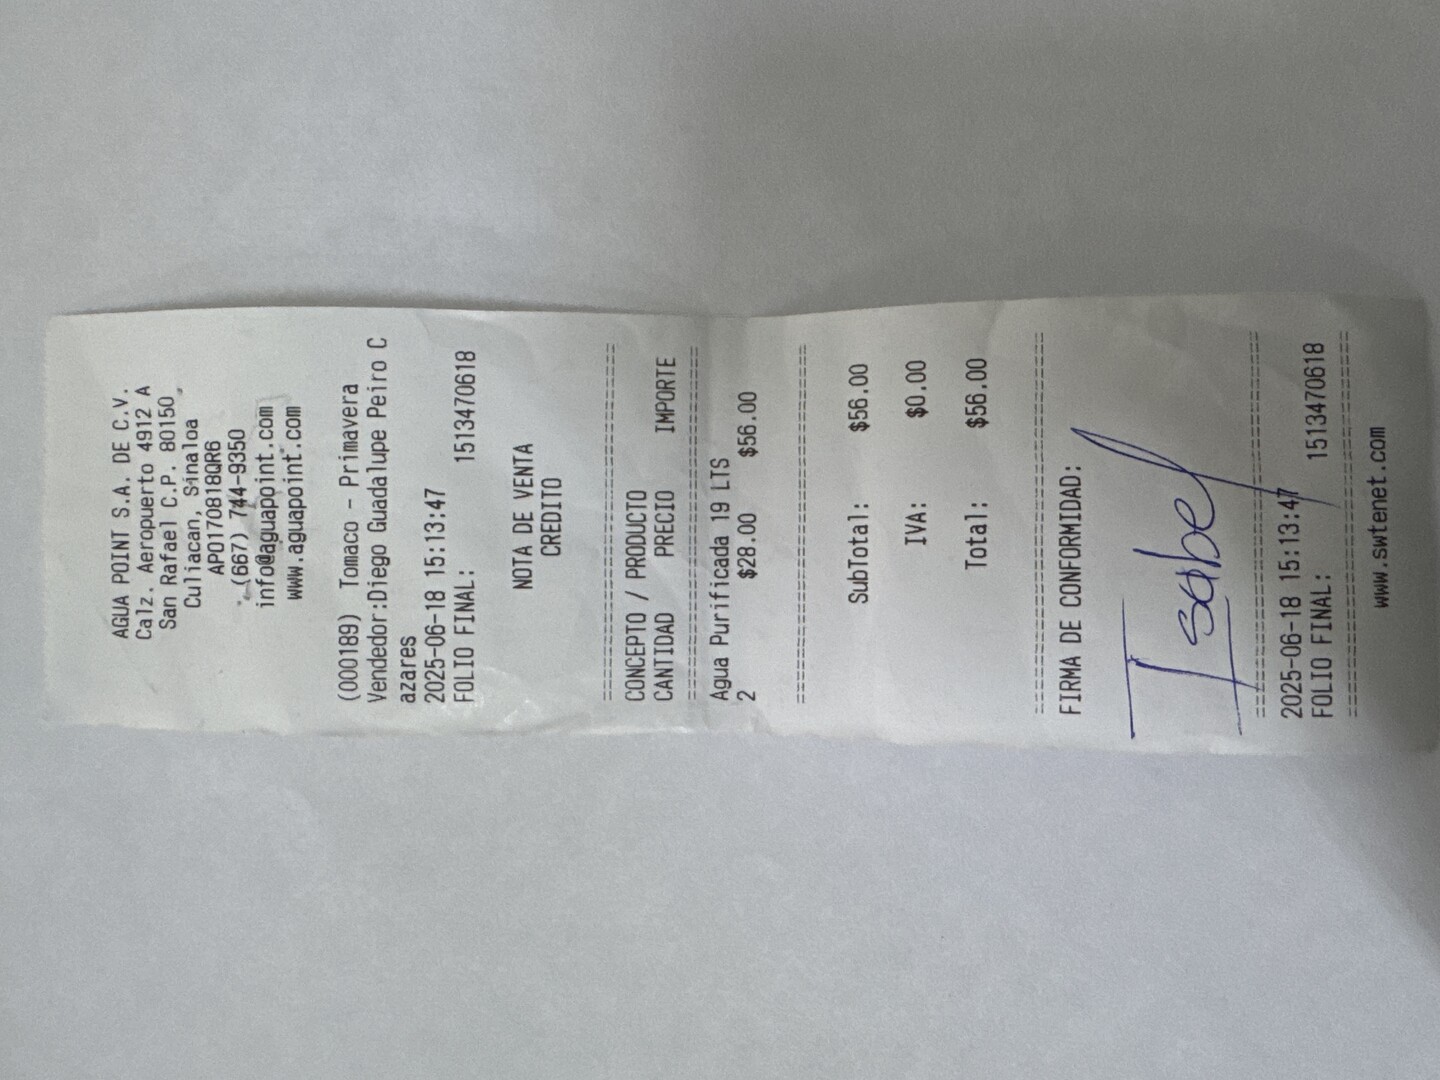 AGUA POINT S.A. DE C.V.
Calz. Aeropuerto 4912 A
San Rafael C.P. 80150
Culiacan, Sinaloa
APO170818QR6
(667) 744-9350
info@aguapoint.com
www.aguapoint.com
(000189) Tomaco - Primavera
Vendedor:Diego Guadalupe Peiro C
azares
2025-06-18 15:13:47
FOLIO FINAL: 1513470618
NOTA DE VENTA
CREDITO
CONCEPTO / PRODUCTO
CANTIDAD PRECIO IMPORTE
Agua Purificada 19 LTS
2 $28.00 $56.00
SubTotal: $56.00
IVA: $0.00
Total: $56.00
FIRMA DE CONFORMIDAD:
Isabel
2025-06-18 15:13:47
FOLIO FINAL: 1513470618
www.swtenet.com